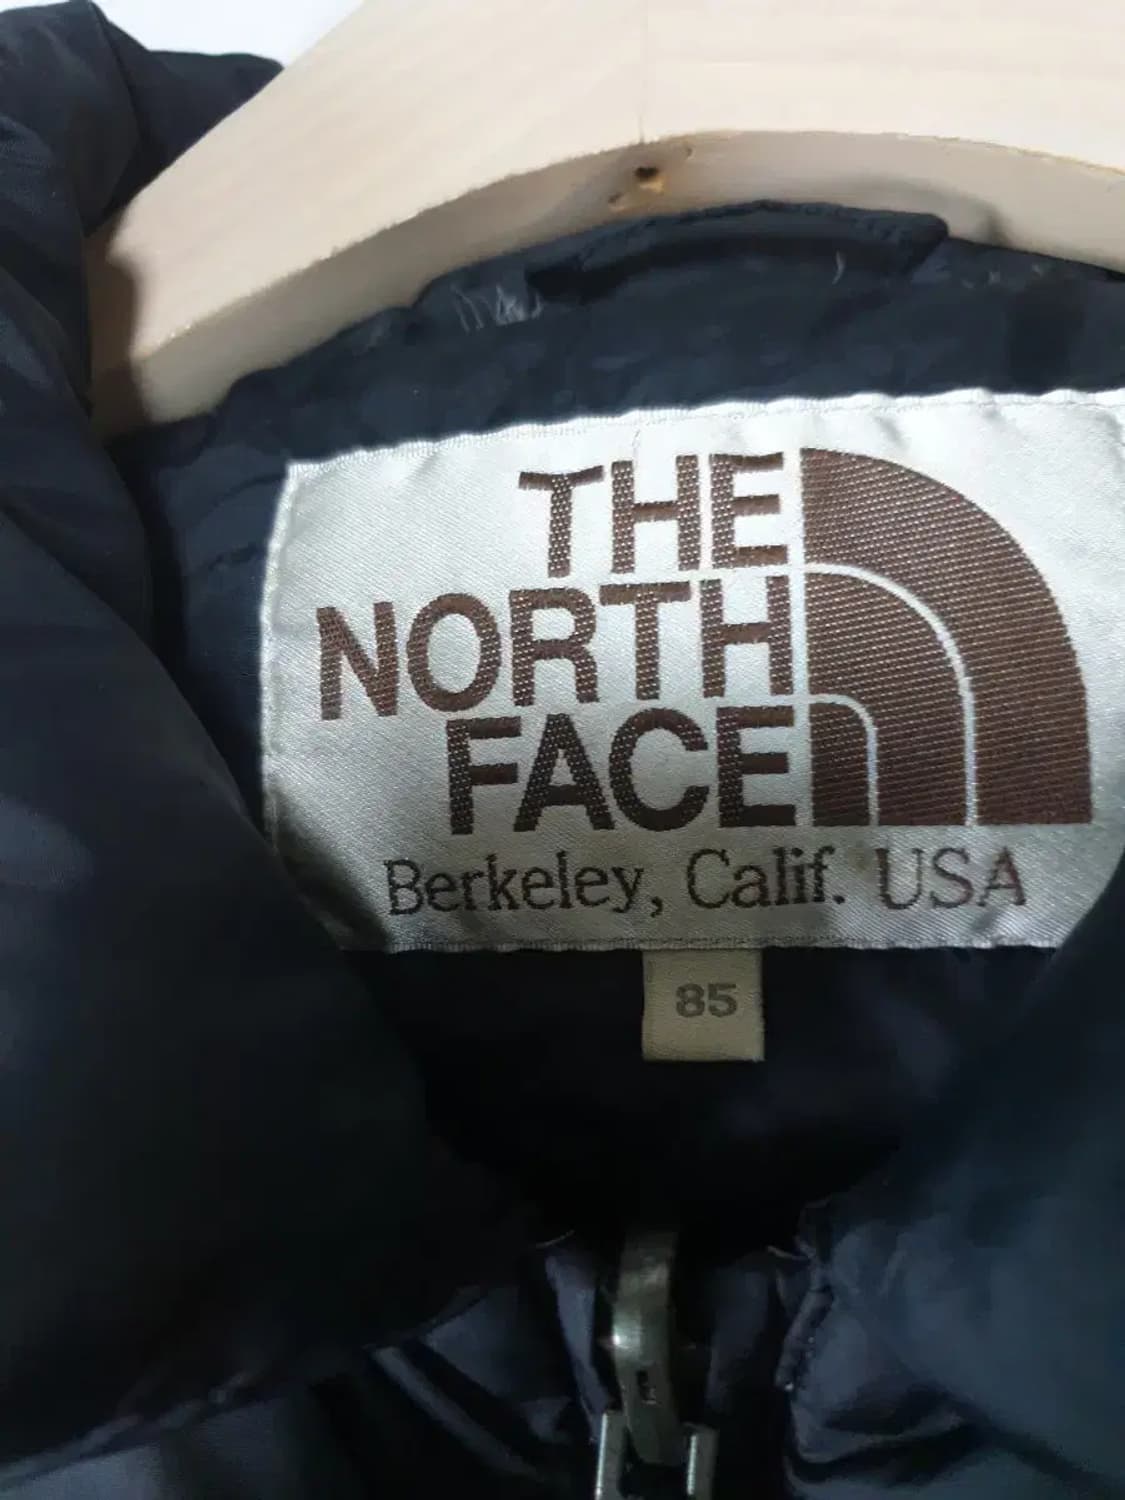 THE
NORTH
FACE
Berkeley, Calif. USA
85